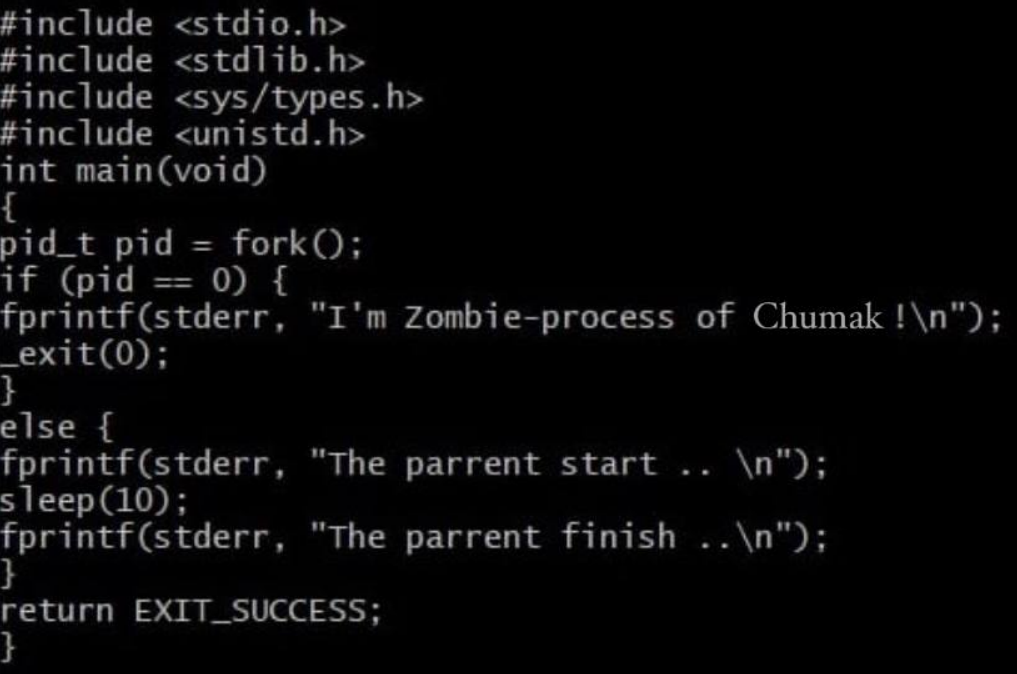 #include <stdio.h>
#include <stdlib.h>
#include <sys/types.h>
#include <unistd.h>
int main(void)
{
pid_t pid = fork();
if (pid == 0) {
fprintf(stderr, "I'm Zombie-process of Chumak !\n");
_exit(0);
}
else {
fprintf(stderr, "The parrent start .. \n");
sleep(10);
fprintf(stderr, "The parrent finish ..\n");
}
return EXIT_SUCCESS;
}